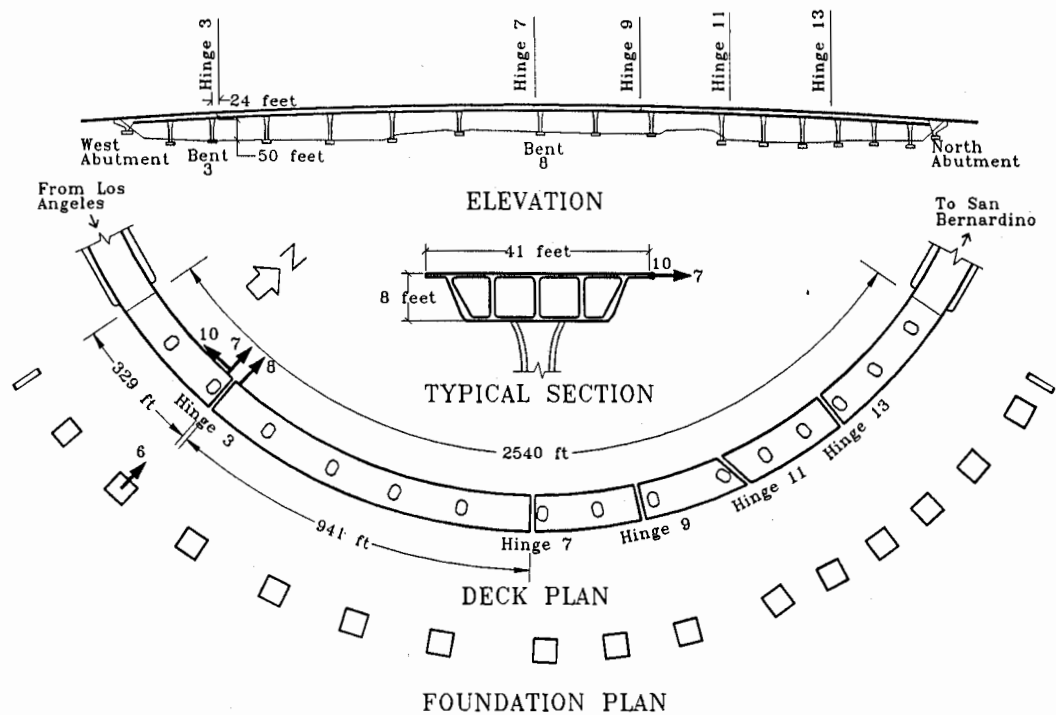 Hinge 3
Hinge 7
Hinge 9
Hinge 11
Hinge 13
24 feet
50 feet
West
Abutment
Bent
3
Bent
8
North
Abutment
ELEVATION
From Los
Angeles
To San
Bernardino
N
41 feet
10
7
8 feet
TYPICAL SECTION
10
7
8
329 ft
Hinge 3
6
2540 ft
941 ft
Hinge 7
Hinge 9
Hinge 11
Hinge 13
DECK PLAN
FOUNDATION PLAN